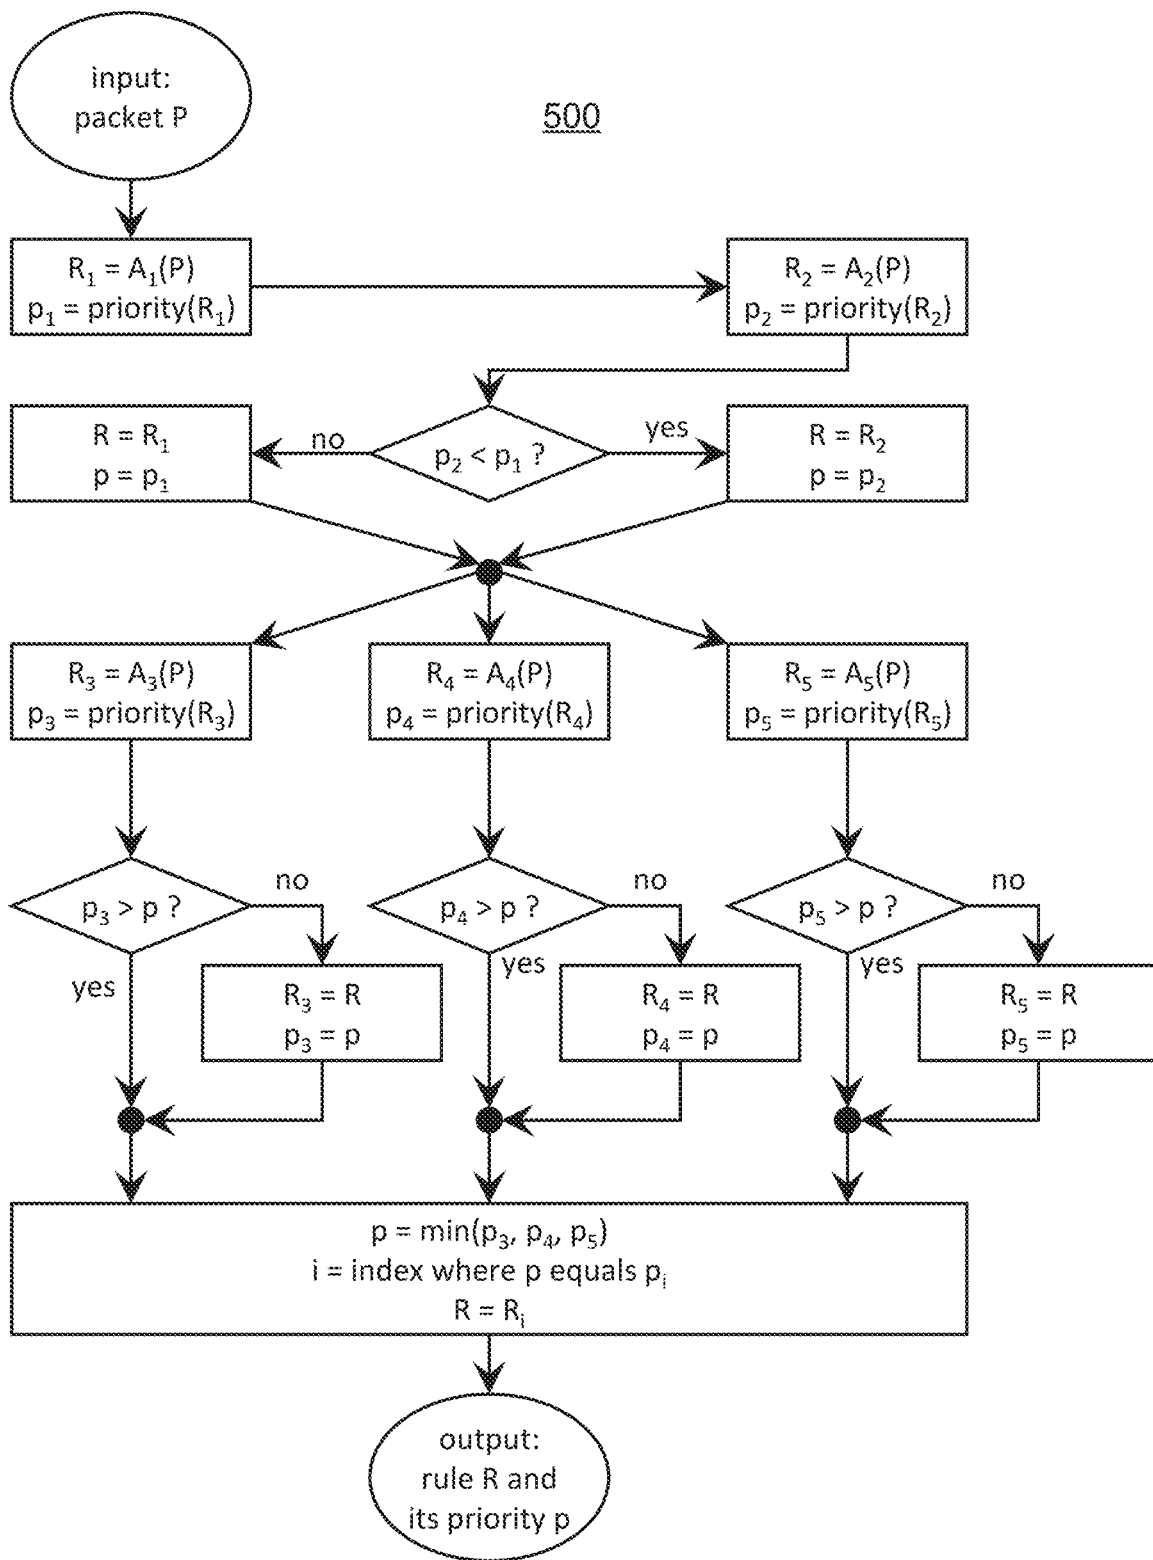 input:
packet P
500
R₁ = A₁(P)
p₁ = priority(R₁)
R₂ = A₂(P)
p₂ = priority(R₂)
R = R₁
p = p₁
no
p₂ < p₁ ?
yes
R = R₂
p = p₂
R₃ = A₃(P)
p₃ = priority(R₃)
R₄ = A₄(P)
p₄ = priority(R₄)
R₅ = A₅(P)
p₅ = priority(R₅)
p₃ > p ?
no
yes
R₃ = R
p₃ = p
p₄ > p ?
no
yes
R₄ = R
p₄ = p
p₅ > p ?
no
yes
R₅ = R
p₅ = p
p = min(p₃, p₄, p₅)
i = index where p equals pᵢ
R = Rᵢ
output:
rule R and
its priority p